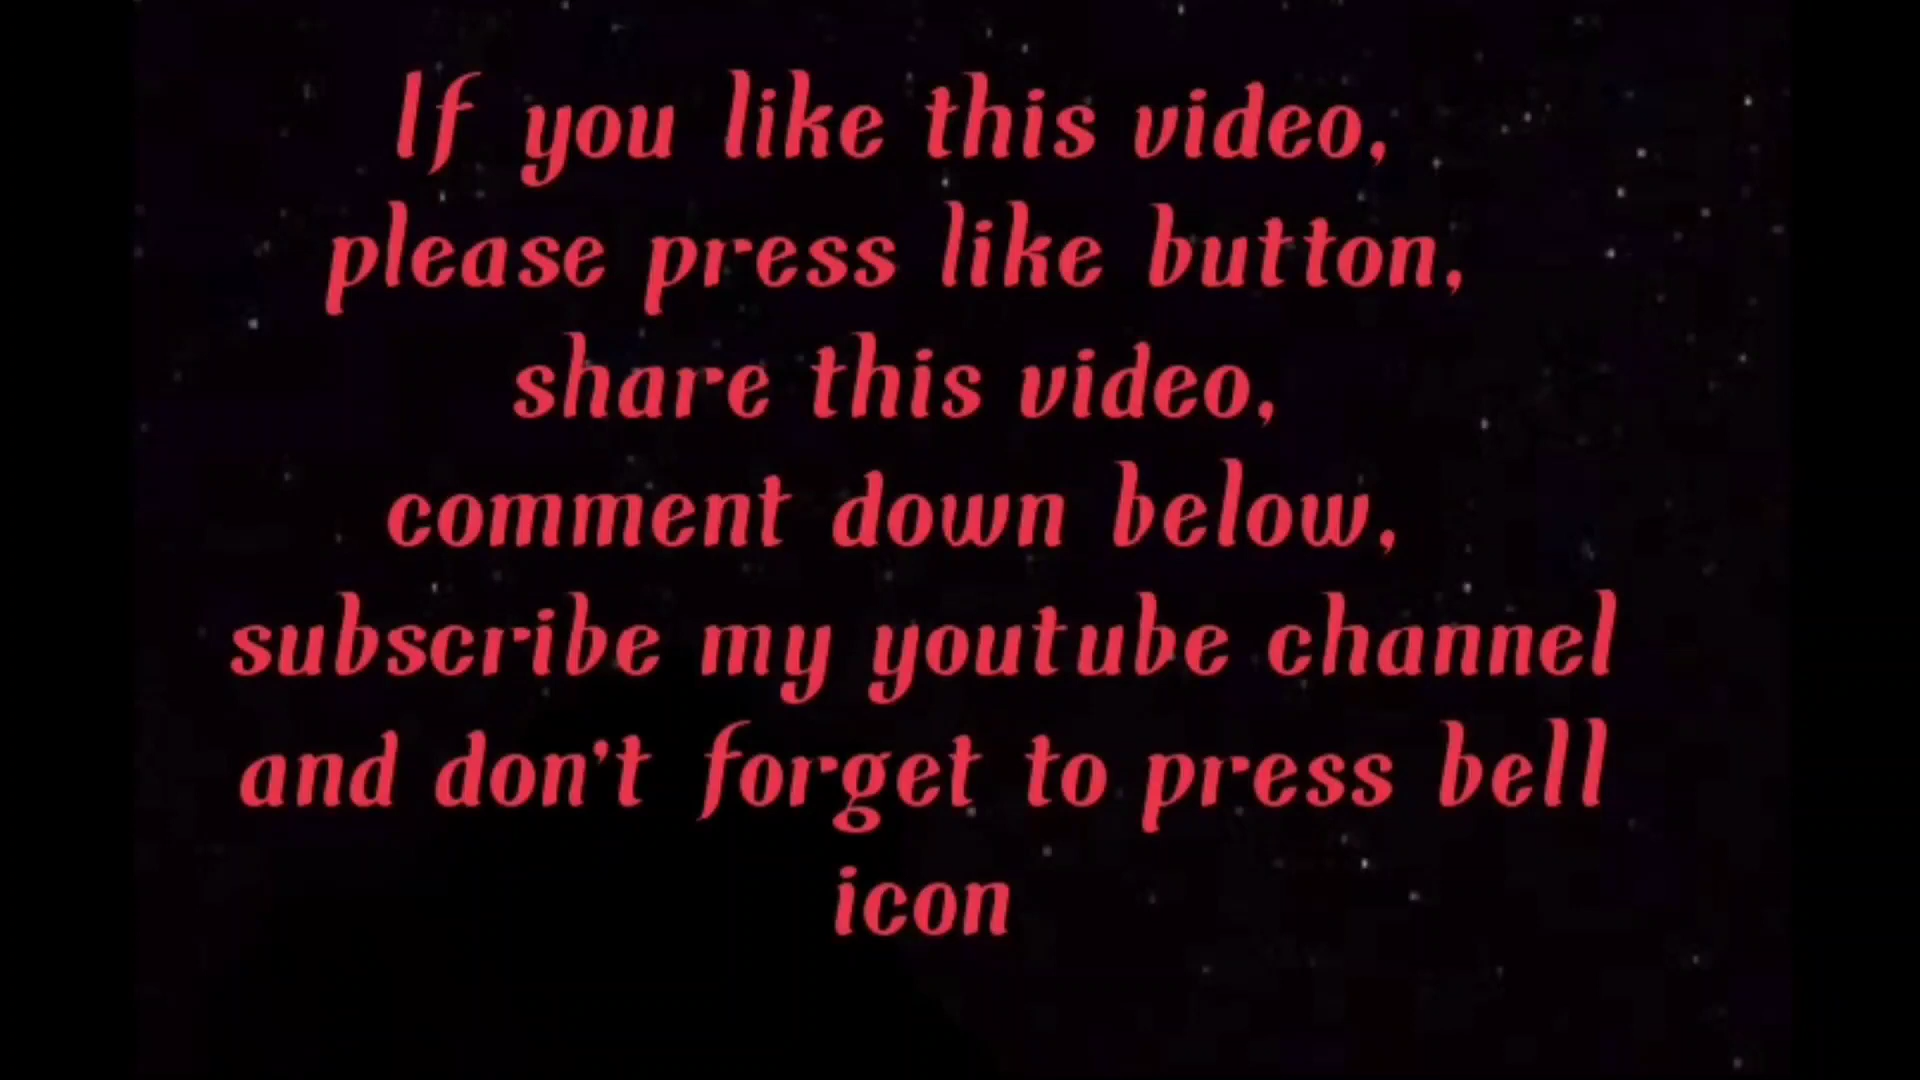 If you like this video,
please press like button,
share this video,
comment down below,
subscribe my youtube channel
and don't forget to press bell
icon